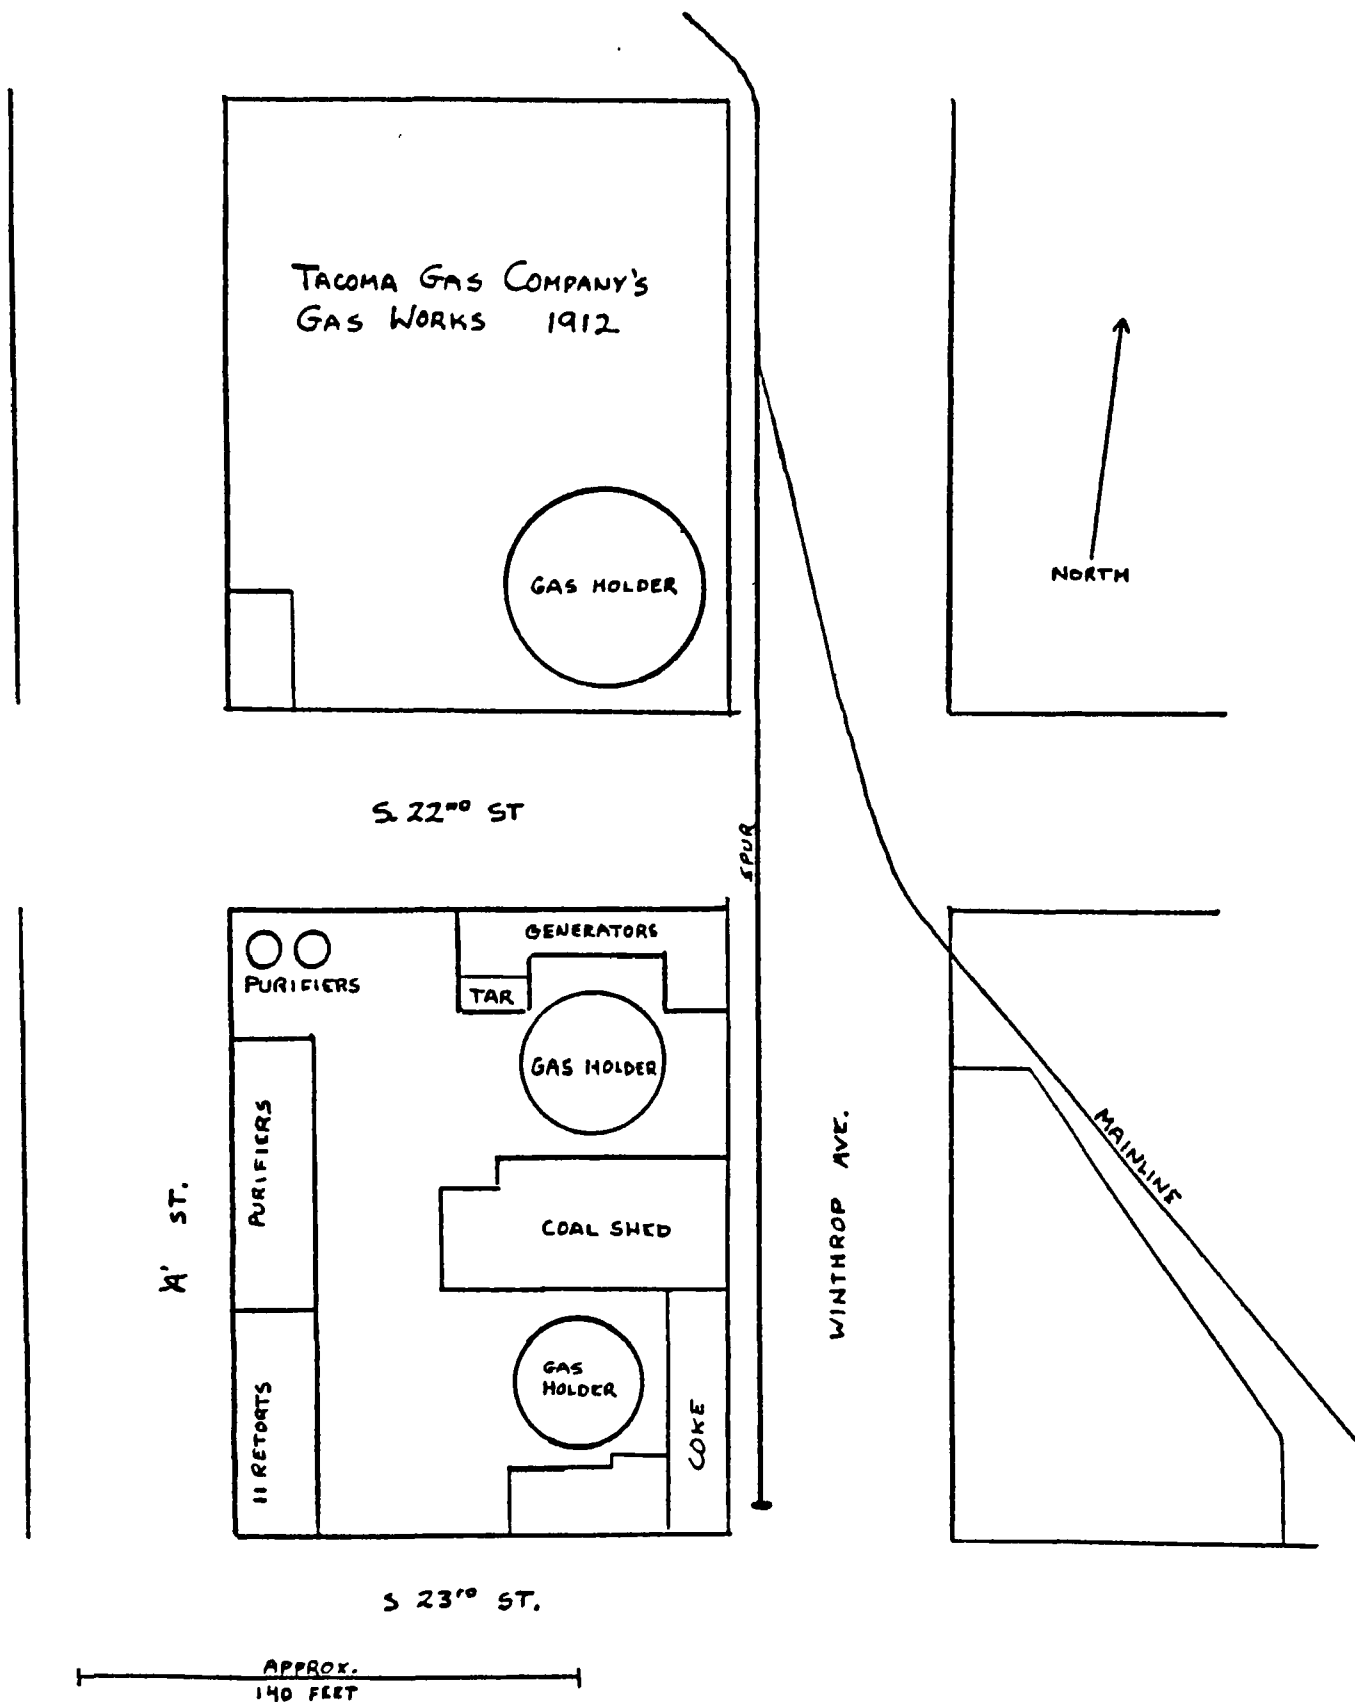 TACOMA GAS COMPANY'S
GAS WORKS 1912
GAS HOLDER
NORTH
S. 22ND ST
SPUR
GENERATORS
PURIFIERS
TAR
GAS HOLDER
PURIFIERS
COAL SHED
'A' ST.
WINTHROP AVE.
MAINLINE
GAS
HOLDER
11 RETORTS
COKE
S 23RD ST.
APPROX.
140 FEET